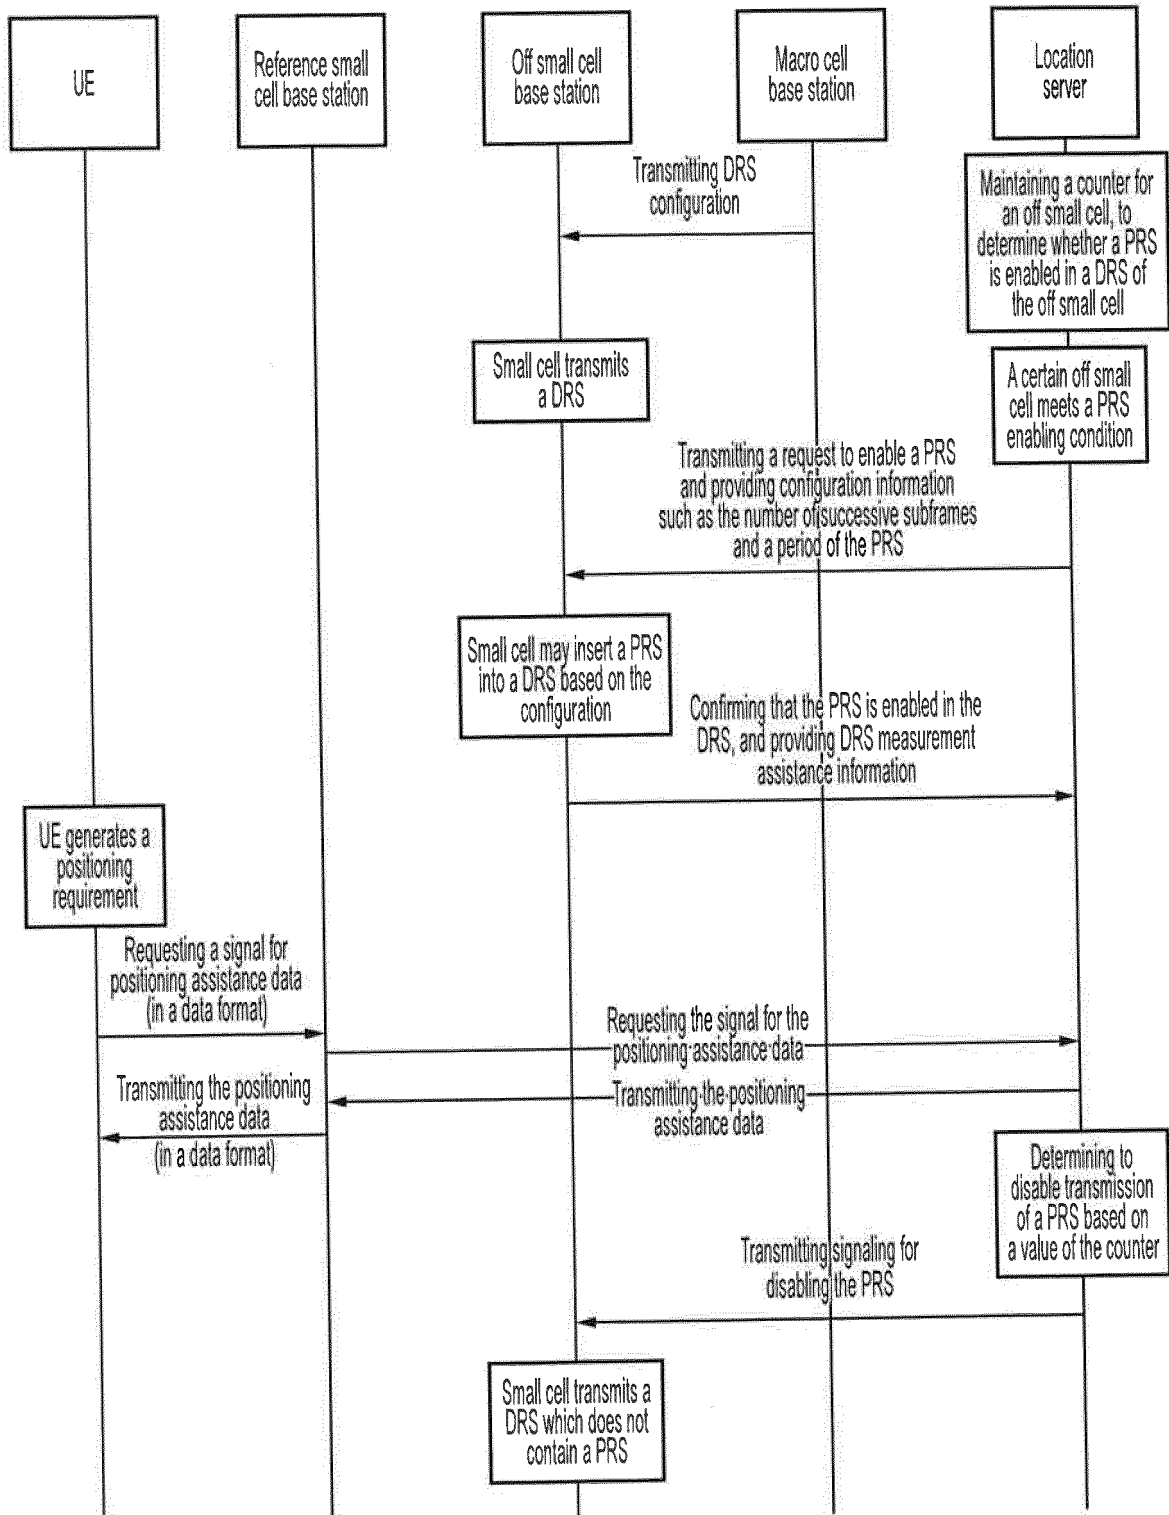 UE
Reference small
cell base station
Off small cell
base station
Macro cell
base station
Location
server
Transmitting DRS
configuration
Maintaining a counter for
an off small cell, to
determine whether a PRS
is enabled in a DRS of
the off small cell
Small cell transmits
a DRS
A certain off small
cell meets a PRS
enabling condition
Transmitting a request to enable a PRS
and providing configuration information
such as the number of successive subframes
and a period of the PRS
Small cell may insert a PRS
into a DRS based on the
configuration
Confirming that the PRS is enabled in the
DRS, and providing DRS measurement
assistance information
UE generates a
positioning
requirement
Requesting a signal for
positioning assistance data
(in a data format)
Requesting the signal for the
positioning assistance data
Transmitting the positioning
assistance data
Transmitting the positioning
assistance data
(in a data format)
Determining to
disable transmission
of a PRS based on
a value of the counter
Transmitting signaling for
disabling the PRS
Small cell transmits a
DRS which does not
contain a PRS